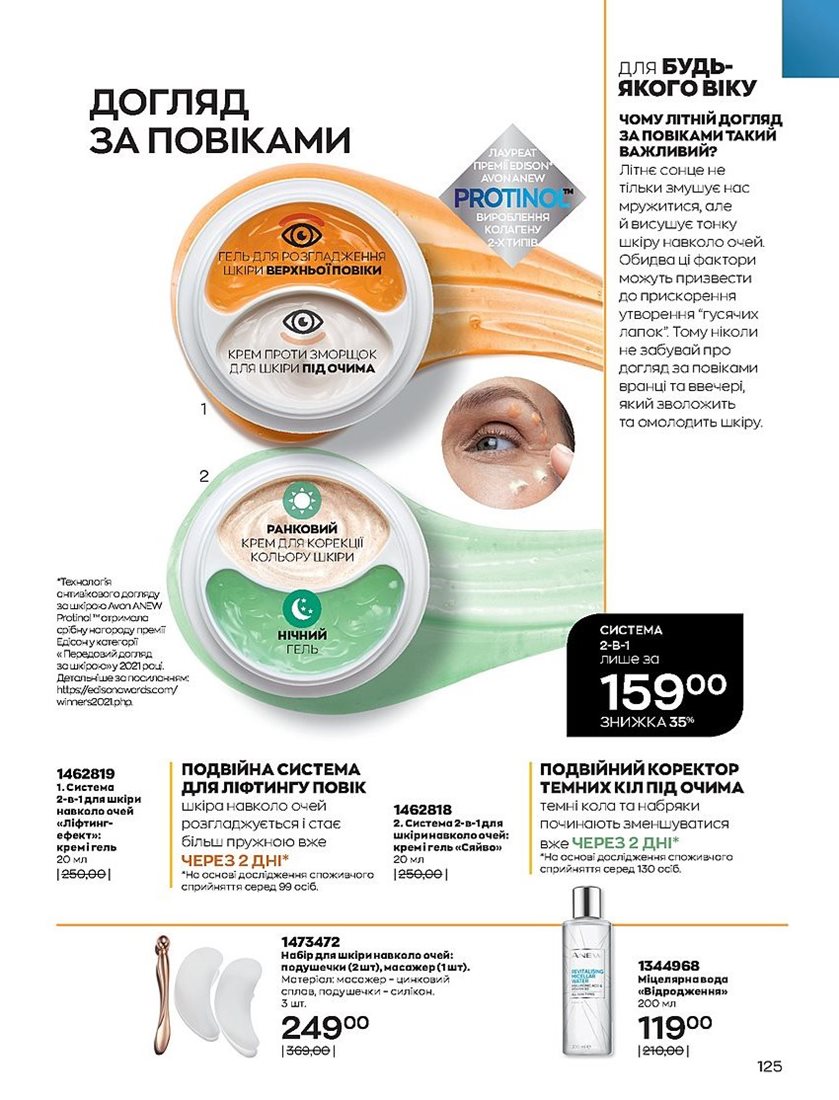 ДОГЛЯД
ЗА ПОВІКАМИ
ЛАУРЕАТ
ПРЕМІЇ EDISON*
AVON ANEW
PROTINOL™
ВИРОБЛЕННЯ
КОЛАГЕНУ
2-Х ТИПІВ
ДЛЯ БУДЬ-
ЯКОГО ВІКУ
ЧОМУ ЛІТНІЙ ДОГЛЯД
ЗА ПОВІКАМИ ТАКИЙ
ВАЖЛИВИЙ?
Літнє сонце не
тільки змушує нас
мружитися, але
й висушує тонку
шкіру навколо очей.
Обидва ці фактори
можуть призвести
до прискорення
утворення "гусячих
лапок". Тому ніколи
не забувай про
догляд за повіками
вранці та ввечері,
який зволожить
та омолодить шкіру.
ГЕЛЬ ДЛЯ РОЗГЛАДЖЕННЯ
ШКІРИ ВЕРХНЬОЇ ПОВІКИ
КРЕМ ПРОТИ ЗМОРЩОК
ДЛЯ ШКІРИ ПІД ОЧИМА
1
2
РАНКОВИЙ
КРЕМ ДЛЯ КОРЕКЦІЇ
КОЛЬОРУ ШКІРИ
НІЧНИЙ
ГЕЛЬ
*Технологія
антивікового догляду
за шкірою Avon ANEW
Protinol™ отримала
срібну нагороду премії
Едісон у категорії
«Передовий догляд
за шкірою» у 2021 році.
Детальніше за посиланням:
https://edisonawards.com/
winners2021.php.
СИСТЕМА
2-В-1
лише за
159⁰⁰
ЗНИЖКА 35%
1462819
1. Система
2-в-1 для шкіри
навколо очей
«Ліфтинг-
ефект»:
крем і гель
20 мл
|250,00|
ПОДВІЙНА СИСТЕМА
ДЛЯ ЛІФТИНГУ ПОВІК
шкіра навколо очей
розгладжується і стає
більш пружною вже
ЧЕРЕЗ 2 ДНІ*
*На основі дослідження споживчого
сприйняття серед 99 осіб.
1462818
2. Система 2-в-1 для
шкіри навколо очей:
крем і гель «Сяйво»
20 мл
|250,00|
ПОДВІЙНИЙ КОРЕКТОР
ТЕМНИХ КІЛ ПІД ОЧИМА
темні кола та набряки
починають зменшуватися
вже ЧЕРЕЗ 2 ДНІ*
*На основі дослідження споживчого
сприйняття серед 130 осіб.
1473472
Набір для шкіри навколо очей:
подушечки (2 шт), масажер (1 шт).
Матеріал: масажер - цинковий
сплав, подушечки - силікон.
3 шт.
249⁰⁰
|369,00|
ANEW
REVITALISING
MICELLAR
WATER
1344968
Міцелярна вода
«Відродження»
200 мл
119⁰⁰
|210,00|
125